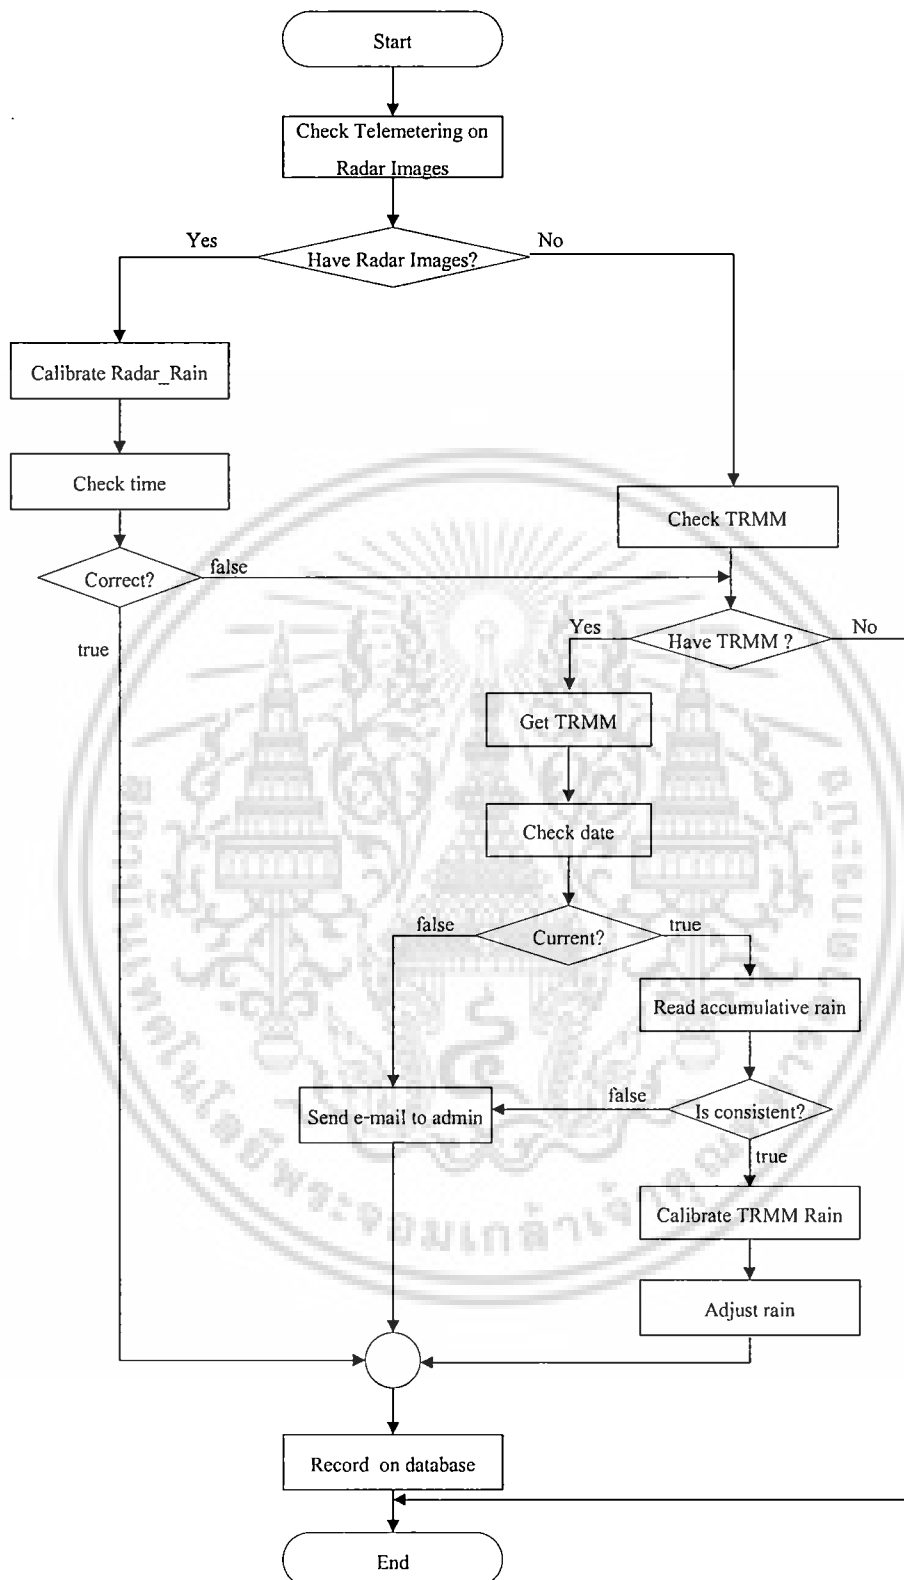 Start
Check Telemetering on
Radar Images
Yes
Have Radar Images?
No
Calibrate Radar_Rain
Check time
Check TRMM
Correct?
false
true
Yes
Have TRMM ?
No
Get TRMM
Check date
false
Current?
true
Read accumulative rain
Send e-mail to admin
false
Is consistent?
true
Calibrate TRMM Rain
Adjust rain
Record on database
End